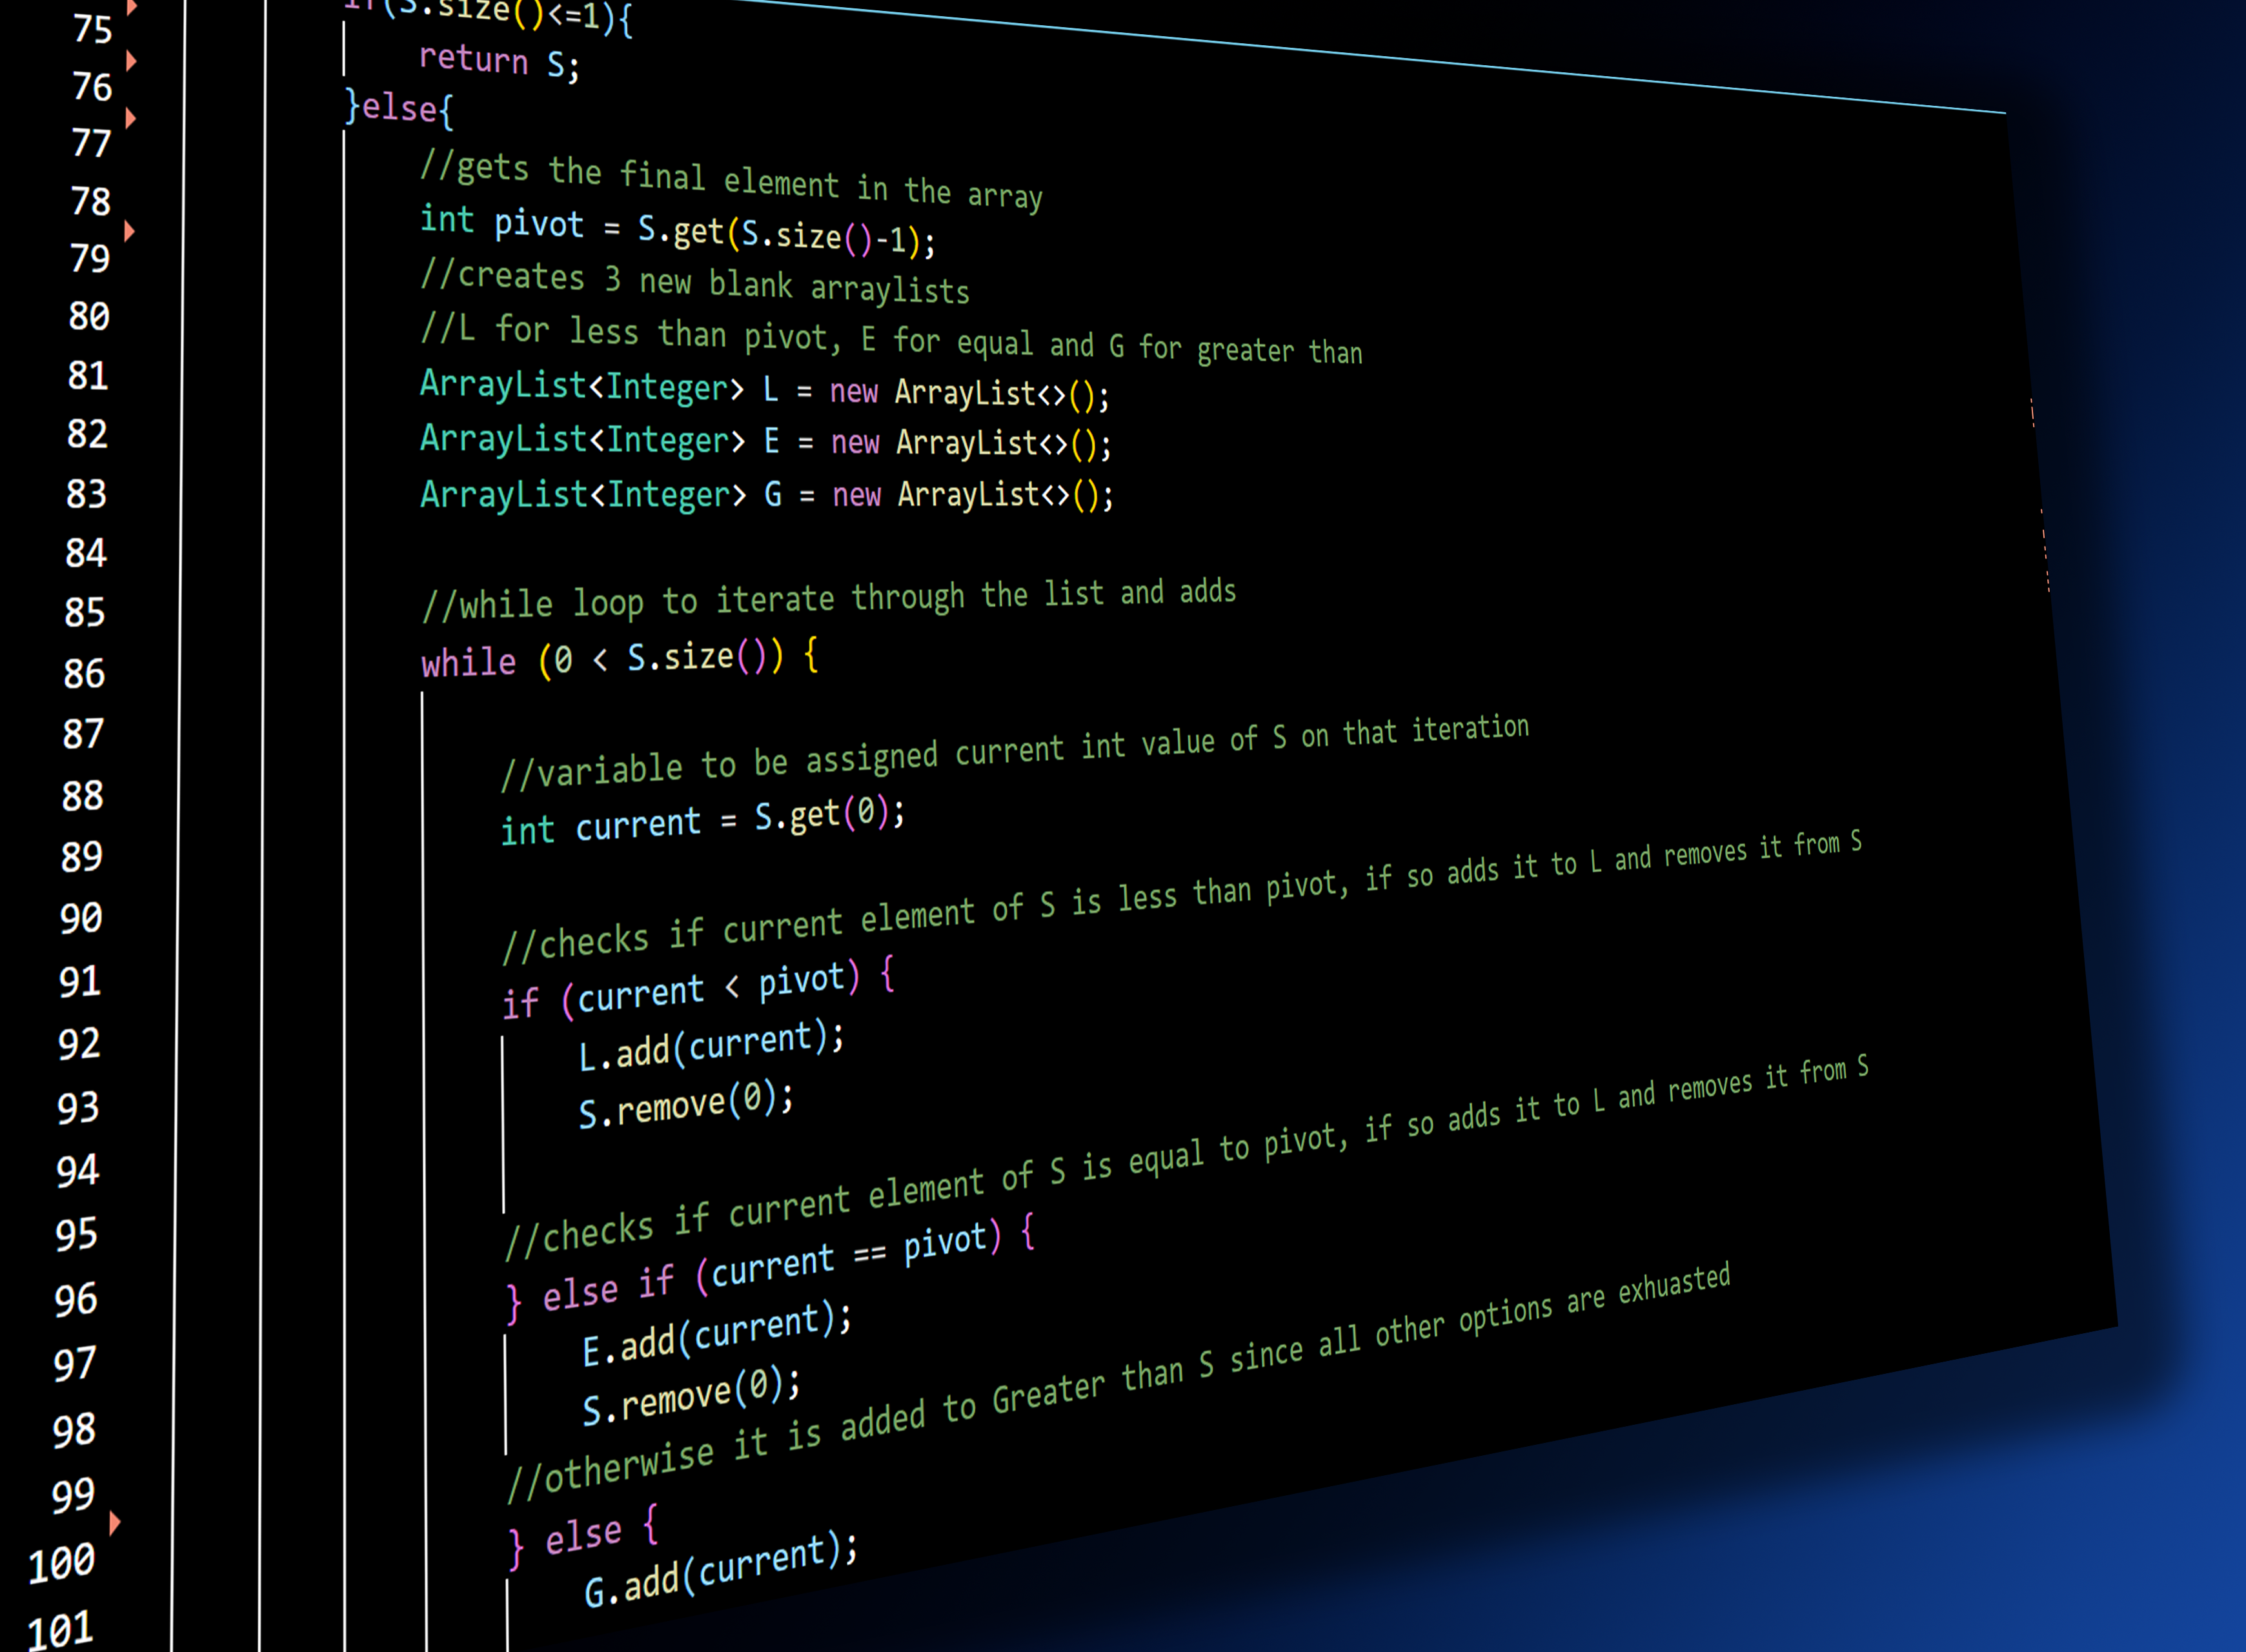 75 if(S.size()<=1){
76 return S;
77 }else{
78 //gets the final element in the array
79 int pivot = S.get(S.size()-1);
80 //creates 3 new blank arraylists
81 //L for less than pivot, E for equal and G for greater than
82 ArrayList<Integer> L = new ArrayList<>();
83 ArrayList<Integer> E = new ArrayList<>();
84 ArrayList<Integer> G = new ArrayList<>();
85
86 //while loop to iterate through the list and adds
87 while (0 < S.size()) {
88
89 //variable to be assigned current int value of S on that iteration
90 int current = S.get(0);
91
92 //checks if current element of S is less than pivot, if so adds it to L and removes it from S
93 if (current < pivot) {
94 L.add(current);
95 S.remove(0);
96
97 //checks if current element of S is equal to pivot, if so adds it to L and removes it from S
98 } else if (current == pivot) {
99 E.add(current);
100 S.remove(0);
101 //otherwise it is added to Greater than S since all other options are exhuasted
} else {
G.add(current);